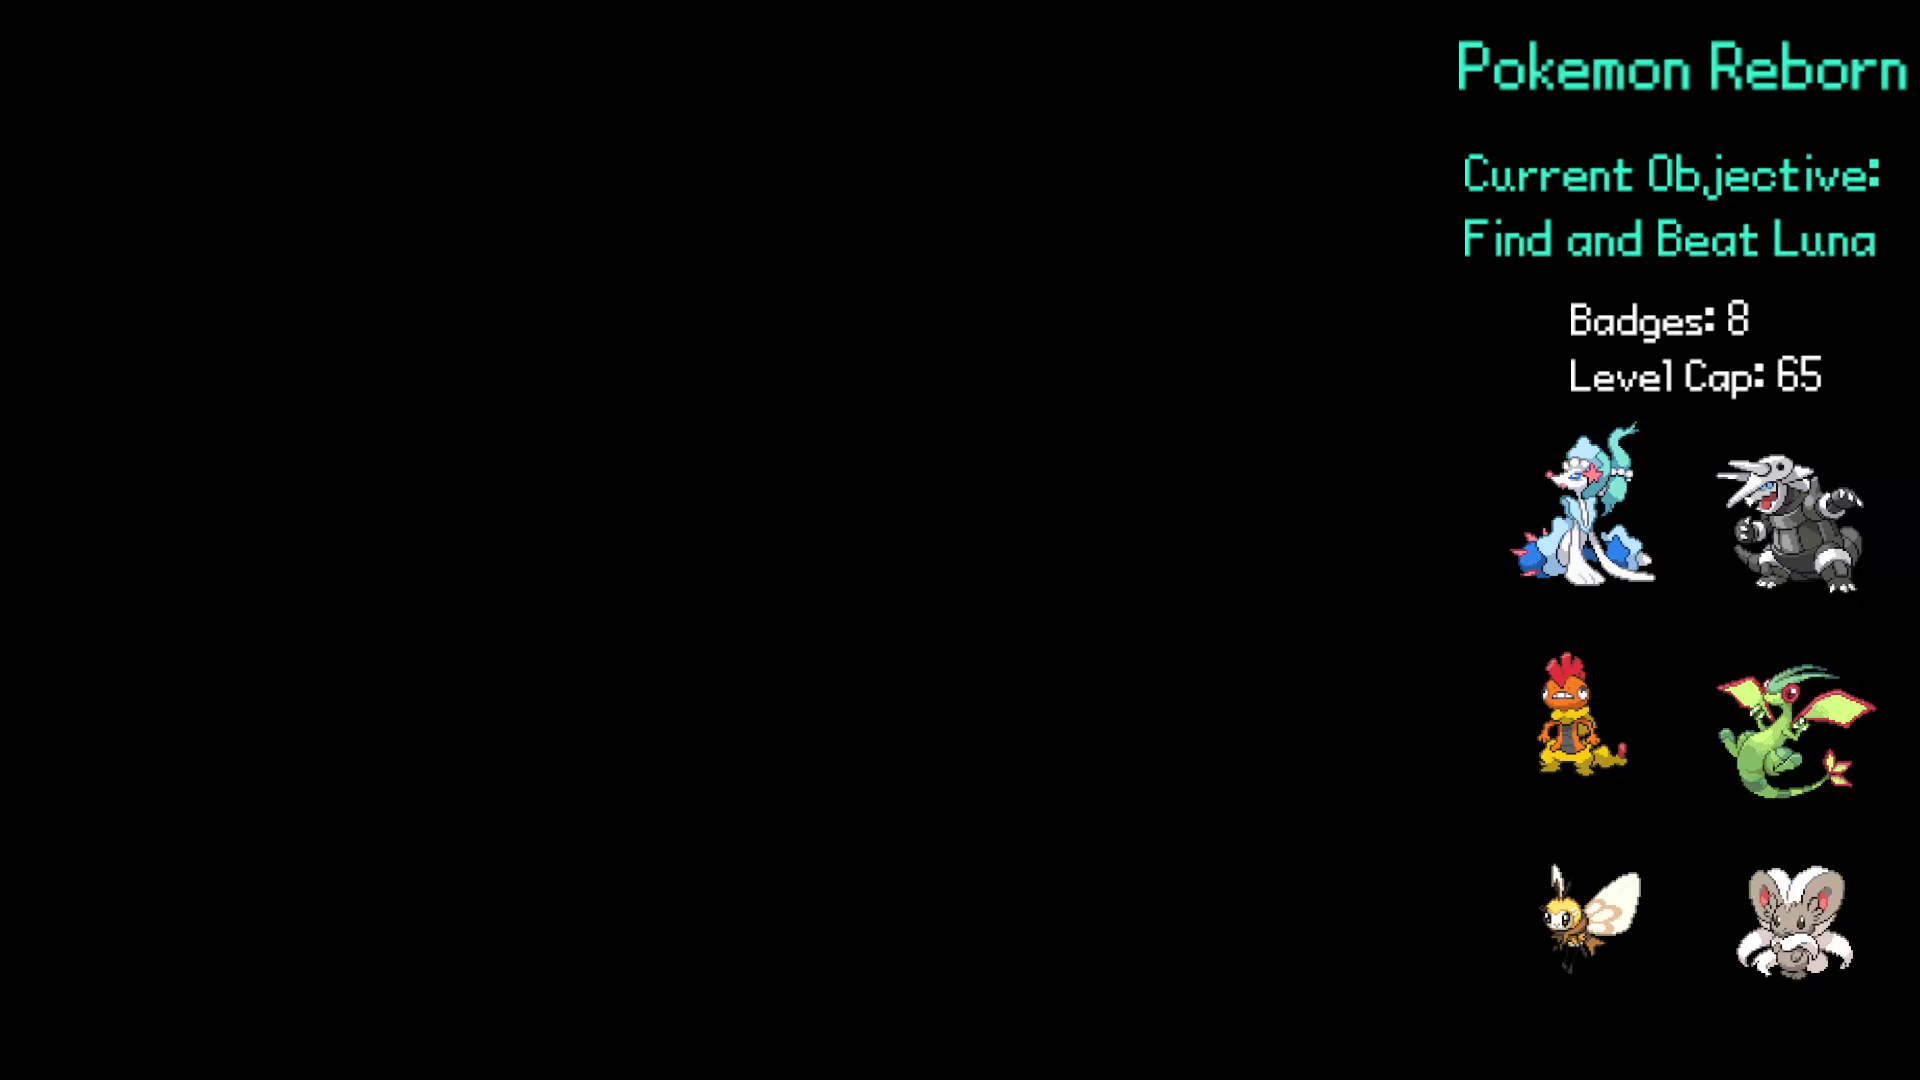 Pokemon Reborn
Current Objective:
Find and Beat Luna
Badges: 8
Level Cap: 65